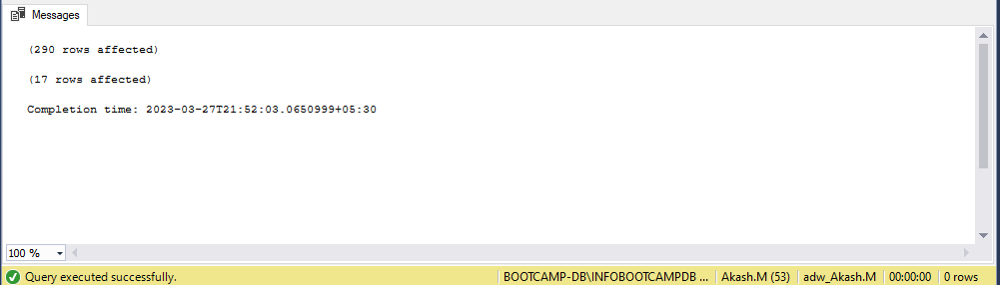 Messages
(290 rows affected)
(17 rows affected)
Completion time: 2023-03-27T21:52:03.0650999+05:30
100 %
Query executed successfully. BOOTCAMP-DB\INFOBOOTCAMPDB ... Akash.M (53) adw_Akash.M 00:00:00 0 rows